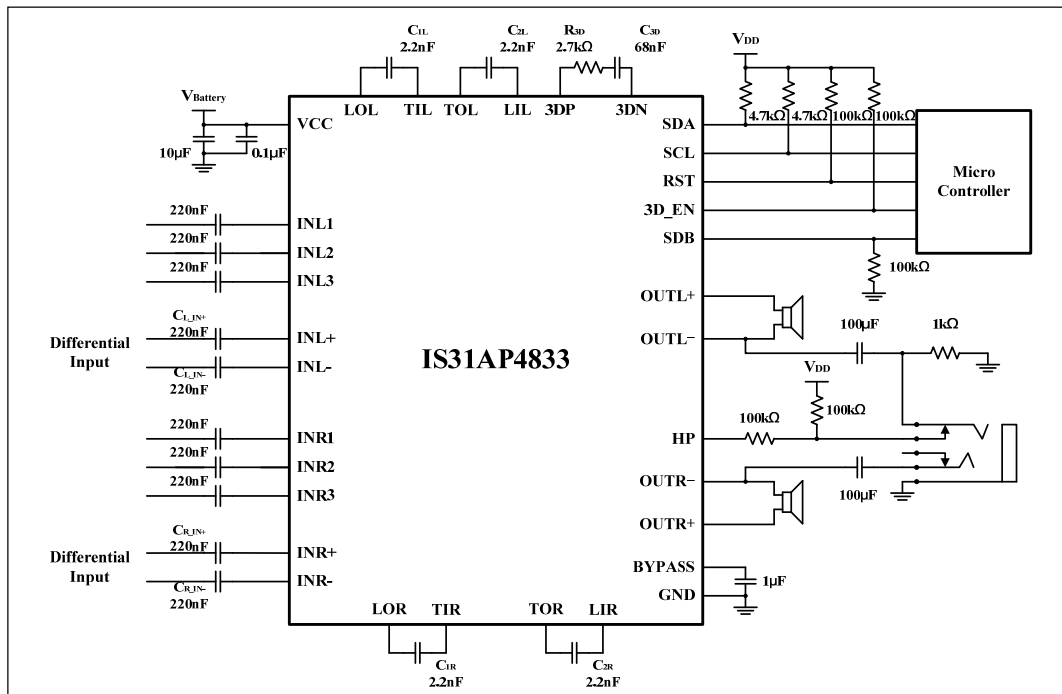 C1L
2.2nF
C2L
2.2nF
R3D
2.7kΩ
C3D
68nF
VDD
VBattery
LOL
TIL
TOL
LIL
3DP
3DN
VCC
10μF
0.1μF
SDA
4.7kΩ
4.7kΩ
100kΩ
100kΩ
SCL
RST
3D_EN
SDB
Micro
Controller
100kΩ
220nF
INL1
220nF
INL2
220nF
INL3
OUTL+
OUTL−
100μF
1kΩ
Differential
Input
CL_IN+
220nF
INL+
CL_IN-
220nF
INL-
IS31AP4833
VDD
100kΩ
100kΩ
HP
220nF
INR1
220nF
INR2
220nF
INR3
OUTR−
100μF
OUTR+
Differential
Input
CR_IN+
220nF
INR+
CR_IN-
220nF
INR-
BYPASS
1μF
GND
LOR
TIR
TOR
LIR
C1R
2.2nF
C2R
2.2nF